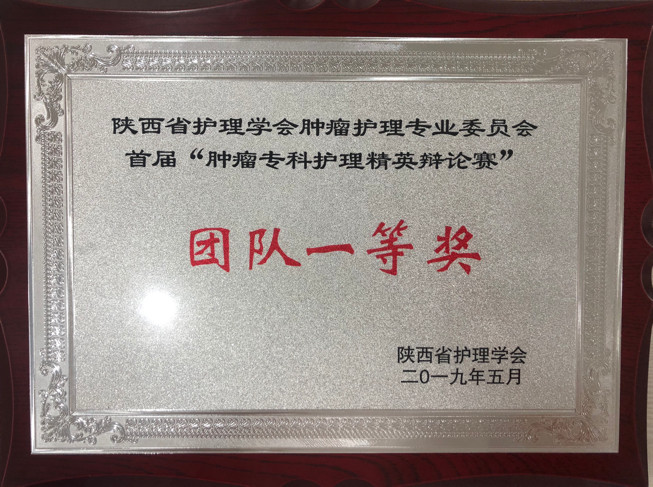 陕西省护理学会肿瘤护理专业委员会
首届“肿瘤专科护理精英辩论赛”
团队一等奖
陕西省护理学会
二0一九年五月